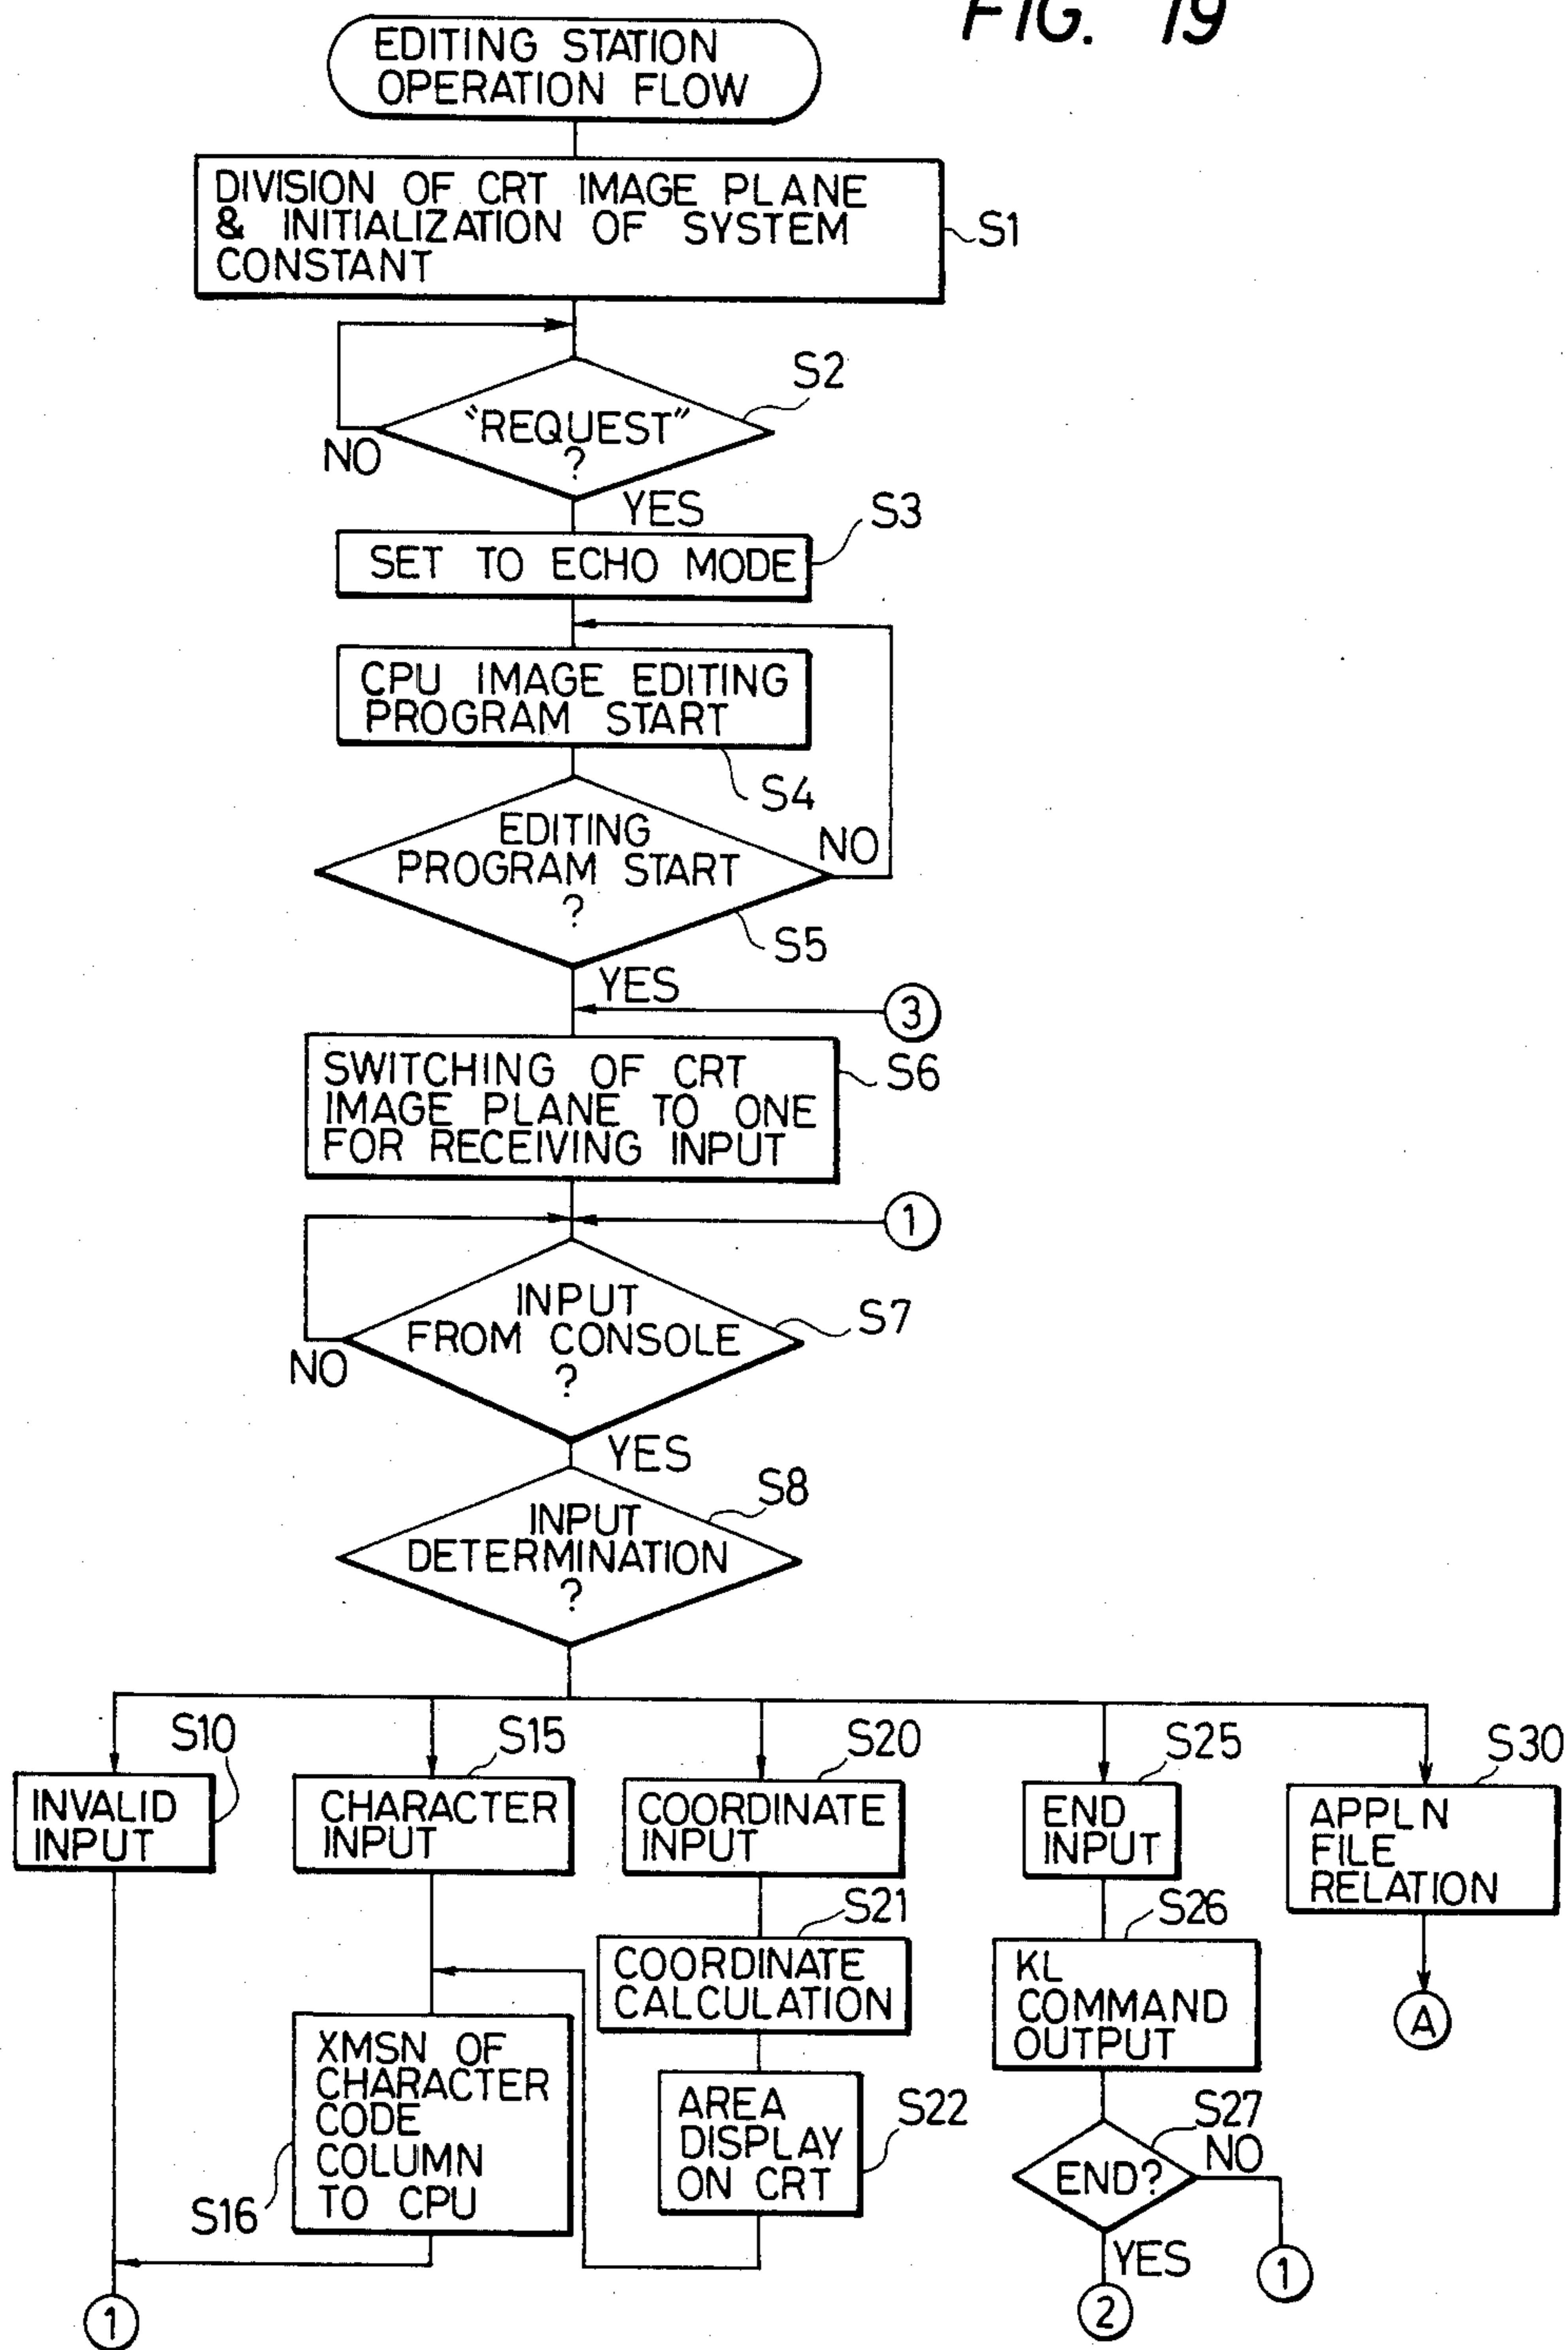 FIG. 19
EDITING STATION
OPERATION FLOW
DIVISION OF CRT IMAGE PLANE
& INITIALIZATION OF SYSTEM
CONSTANT
S1
S2
"REQUEST"
?
NO
YES
S3
SET TO ECHO MODE
CPU IMAGE EDITING
PROGRAM START
S4
EDITING
PROGRAM START
?
NO
S5
YES
3
SWITCHING OF CRT
IMAGE PLANE TO ONE
FOR RECEIVING INPUT
S6
1
INPUT
FROM CONSOLE
?
S7
NO
YES
S8
INPUT
DETERMINATION
?
S10
INVALID
INPUT
S15
CHARACTER
INPUT
S20
COORDINATE
INPUT
S25
END
INPUT
S30
APPLN
FILE
RELATION
S21
COORDINATE
CALCULATION
S26
KL
COMMAND
OUTPUT
A
XMSN OF
CHARACTER
CODE
COLUMN
TO CPU
S16
AREA
DISPLAY
ON CRT
S22
S27
END?
NO
YES
1
2
1